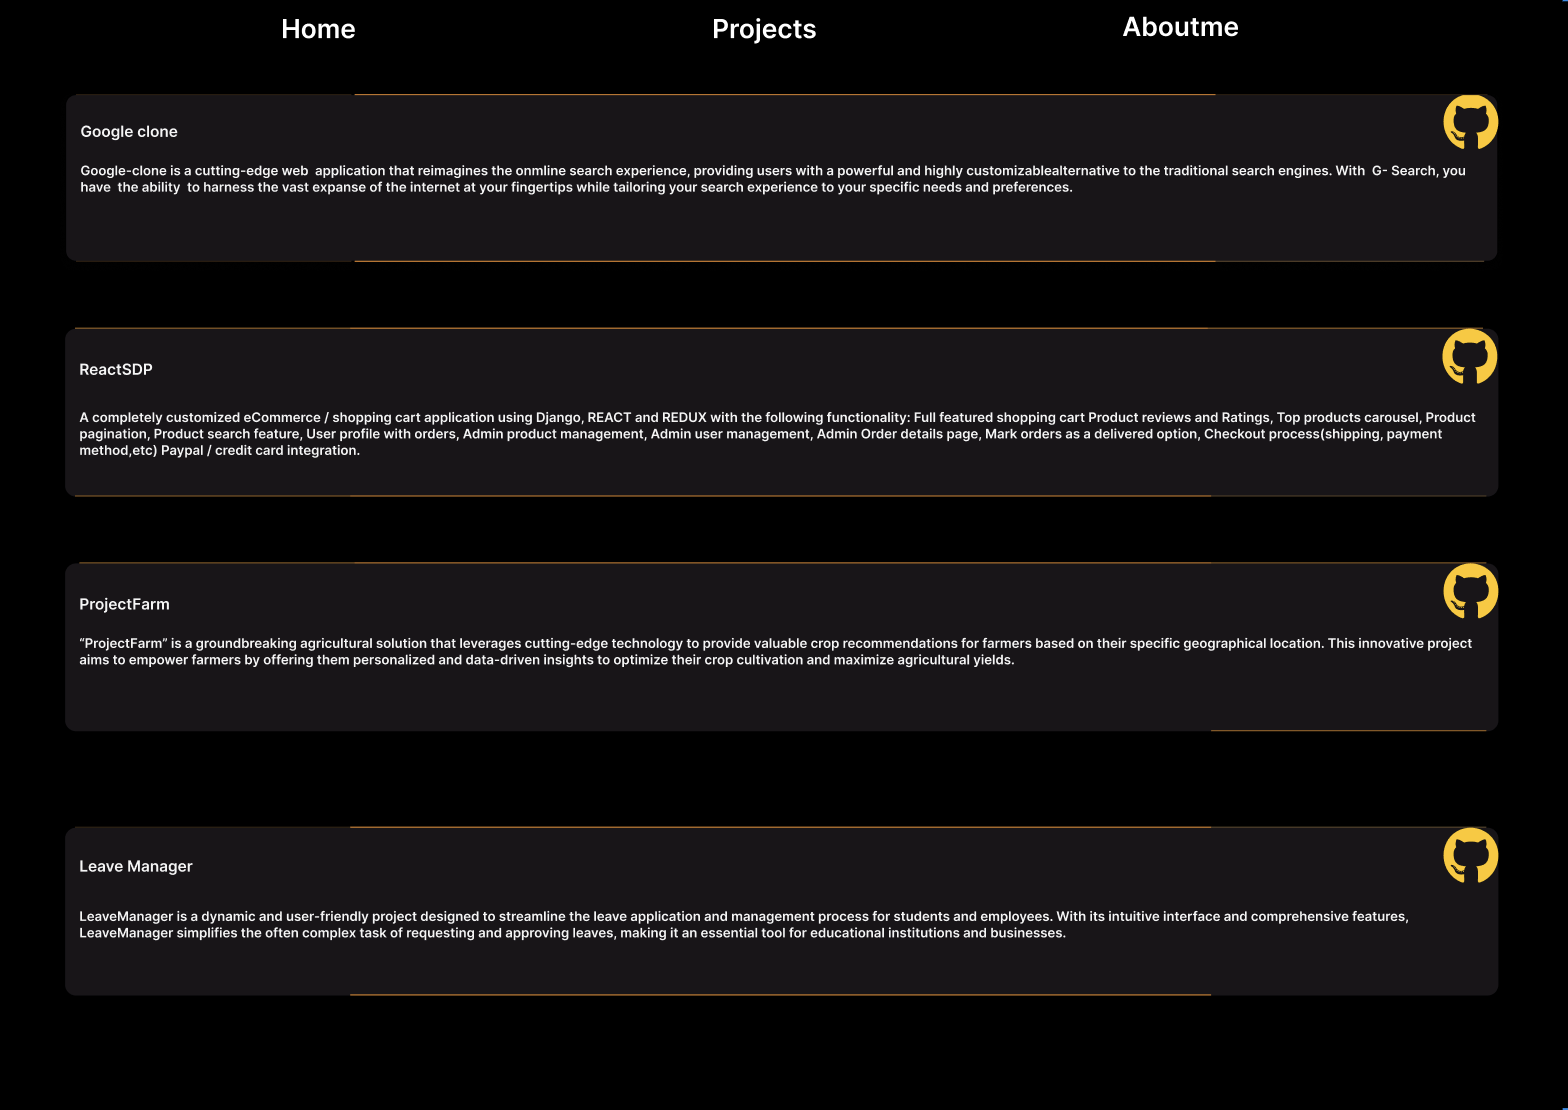 Home Projects Aboutme
Google clone
Google-clone is a cutting-edge web  application that reimagines the onmline search experience, providing users with a powerful and highly customizablealternative to the traditional search engines. With  G- Search, you
have  the ability  to harness the vast expanse of the internet at your fingertips while tailoring your search experience to your specific needs and preferences.
ReactSDP
A completely customized eCommerce / shopping cart application using Django, REACT and REDUX with the following functionality: Full featured shopping cart Product reviews and Ratings, Top products carousel, Product
pagination, Product search feature, User profile with orders, Admin product management, Admin user management, Admin Order details page, Mark orders as a delivered option, Checkout process(shipping, payment
method,etc) Paypal / credit card integration.
ProjectFarm
“ProjectFarm” is a groundbreaking agricultural solution that leverages cutting-edge technology to provide valuable crop recommendations for farmers based on their specific geographical location. This innovative project
aims to empower farmers by offering them personalized and data-driven insights to optimize their crop cultivation and maximize agricultural yields.
Leave Manager
LeaveManager is a dynamic and user-friendly project designed to streamline the leave application and management process for students and employees. With its intuitive interface and comprehensive features,
LeaveManager simplifies the often complex task of requesting and approving leaves, making it an essential tool for educational institutions and businesses.